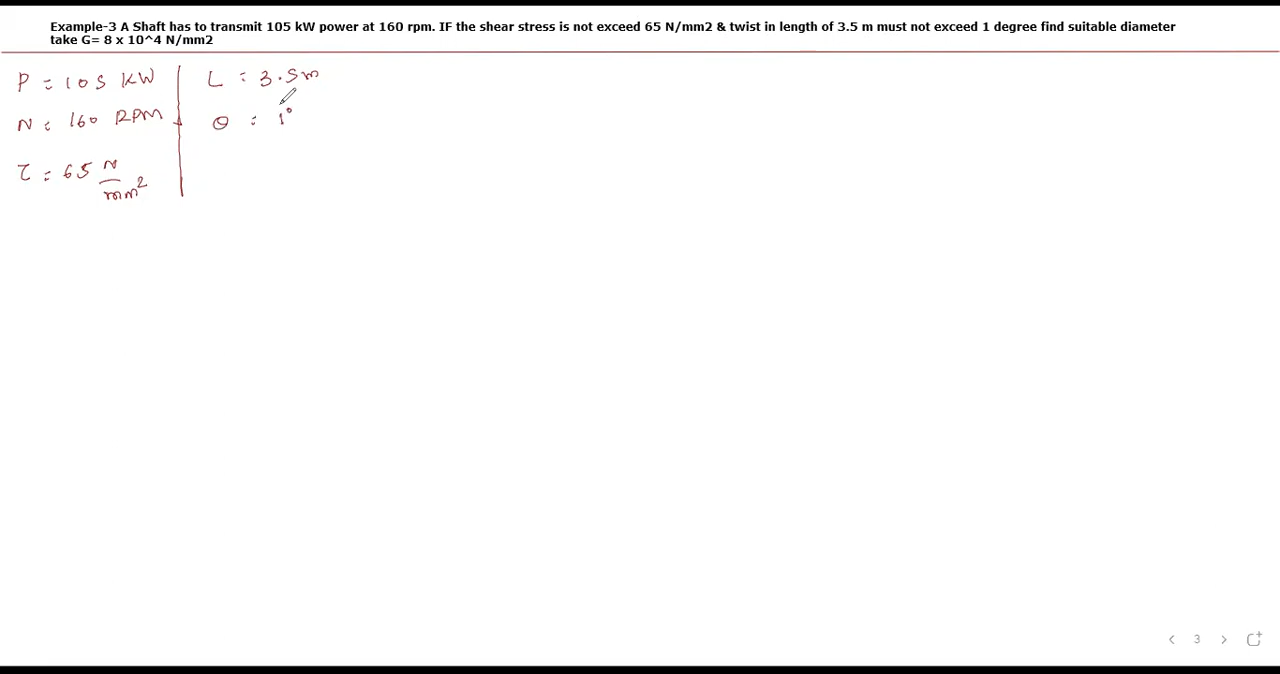 Example-3 A Shaft has to transmit 105 kW power at 160 rpm. IF the shear stress is not exceed 65 N/mm2 & twist in length of 3.5 m must not exceed 1 degree find suitable diameter
take G= 8 x 10^4 N/mm2
P = 105 KW
N = 160 RPM
τ = 65 N/mm²
L = 3.5m
θ = 1°
3